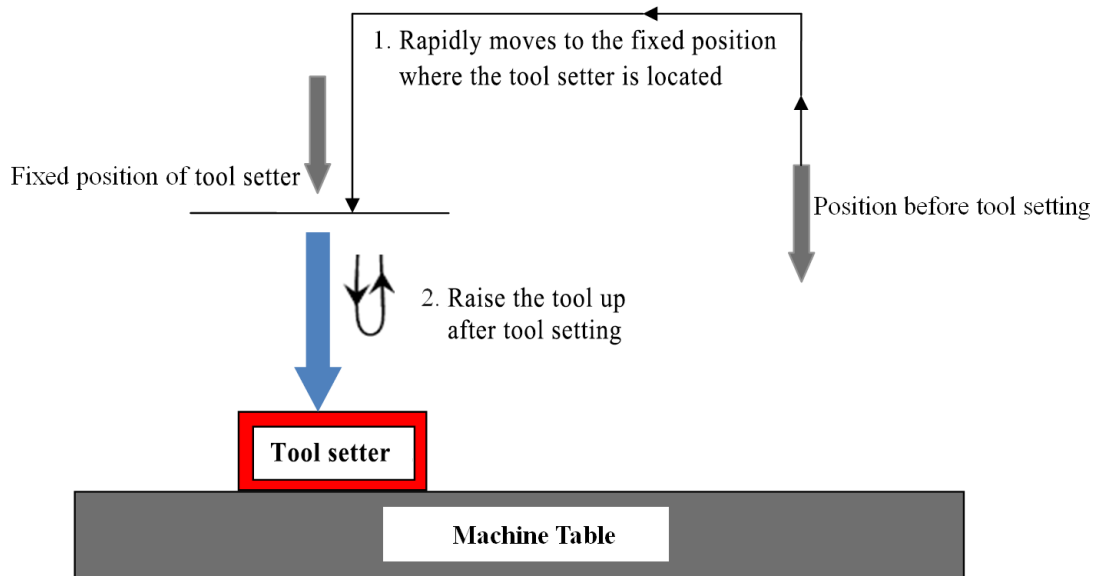 1. Rapidly moves to the fixed position
where the tool setter is located
Fixed position of tool setter
Position before tool setting
2. Raise the tool up
after tool setting
Tool setter
Machine Table